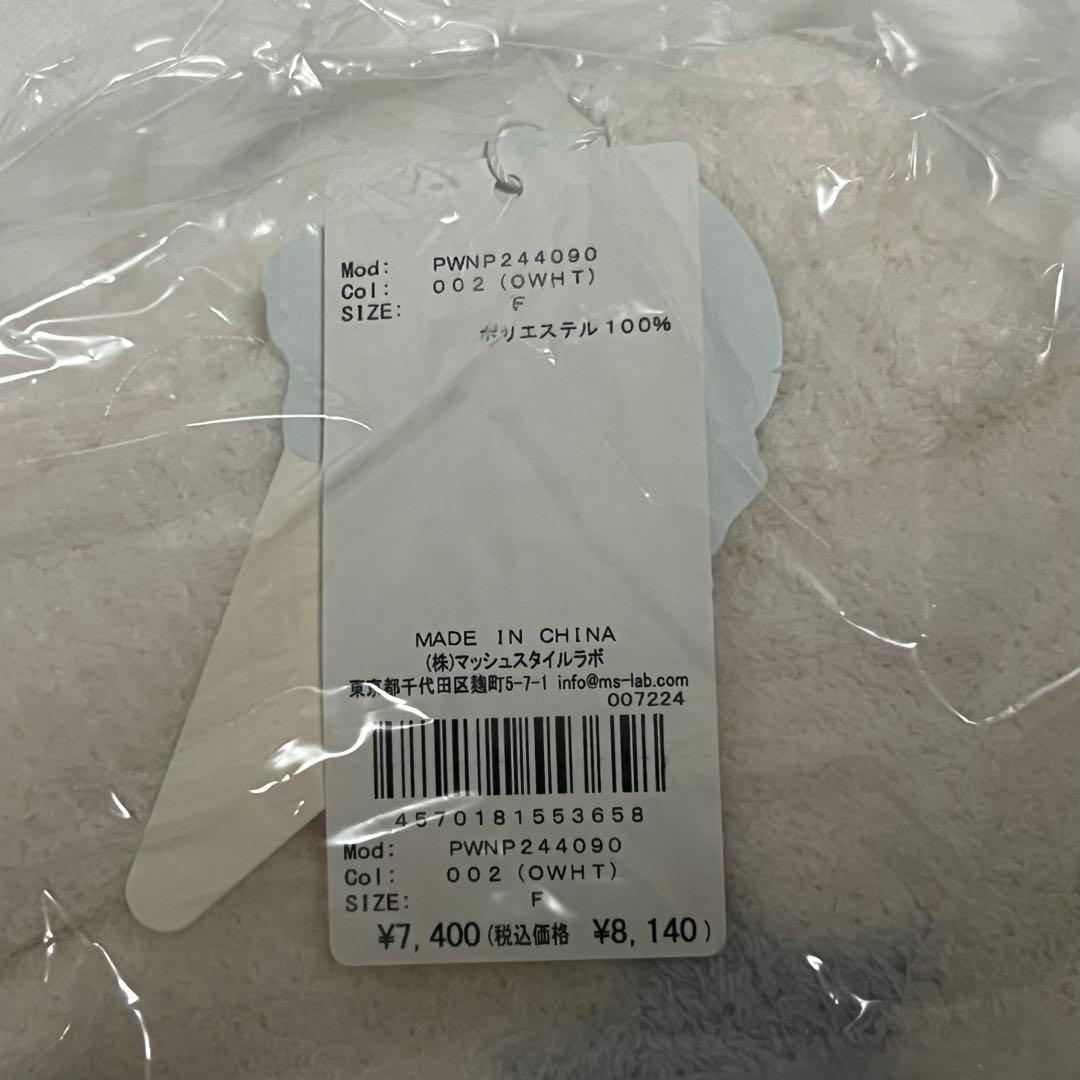 Mod: PWNP244090
Col: 002 (OWHT)
SIZE: F
ポリエステル100%
MADE IN CHINA
(株)マッシュスタイルラボ
東京都千代田区麹町5-7-1 info@ms-lab.com
007224
4570181553658
Mod: PWNP244090
Col: 002 (OWHT)
SIZE: F
¥7,400(税込価格 ¥8,140)